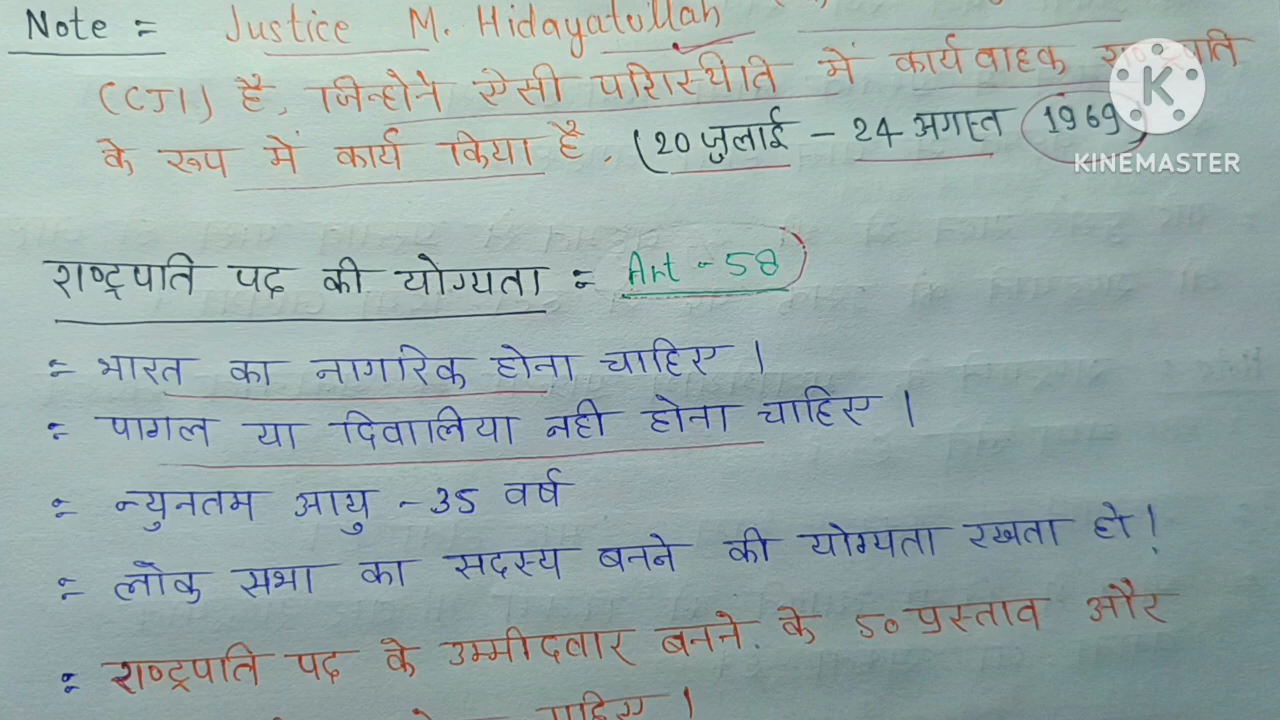 Note = Justice M. Hidayatullah
(CJI) है, जिन्होने ऐसी परिस्थिति में कार्यवाहक राष्ट्रपति
के रूप में कार्य किया है. (20 जुलाई - 24 अगस्त 1969)
KINEMASTER
राष्ट्रपति पद की योग्यता = Art - 58
= भारत का नागरिक होना चाहिए।
= पागल या दिवालिया नही होना चाहिए।
= न्युनतम आयु - 35 वर्ष
= लोक सभा का सदस्य बनने की योग्यता रखता हो!
= राष्ट्रपति पद के उम्मीदवार बनने के 50 प्रस्ताव और
चाहिए।